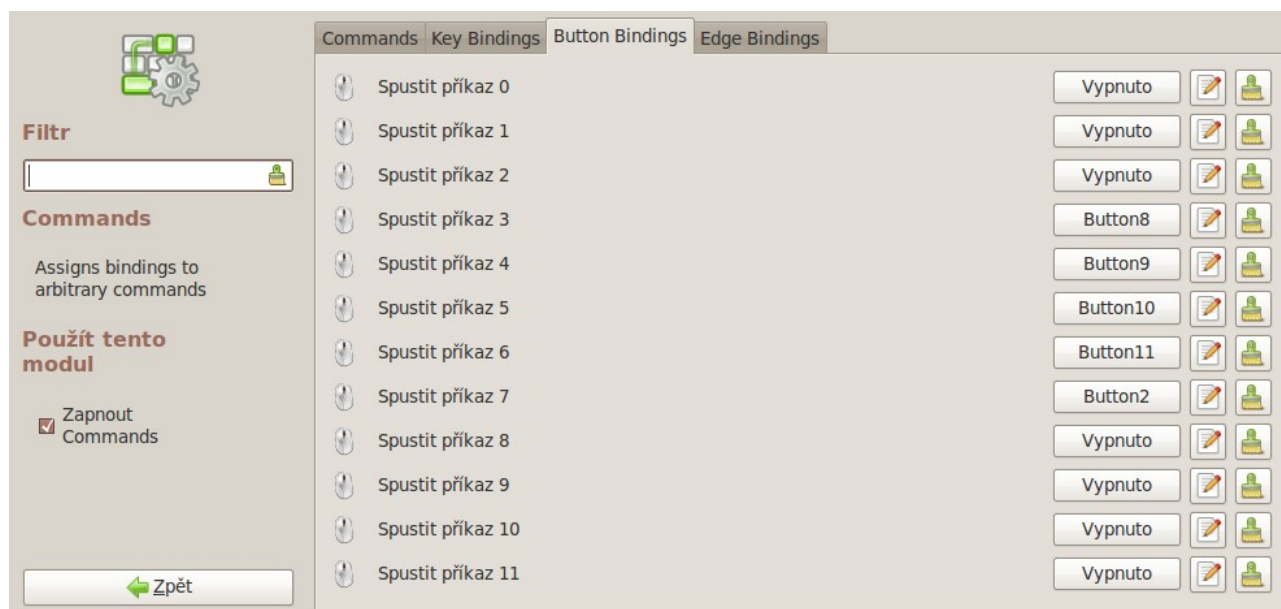 Filtr
Commands
Assigns bindings to
arbitrary commands
Použít tento
modul
Zapnout
Commands
Zpět
Commands Key Bindings Button Bindings Edge Bindings
Spustit příkaz 0 Vypnuto
Spustit příkaz 1 Vypnuto
Spustit příkaz 2 Vypnuto
Spustit příkaz 3 Button8
Spustit příkaz 4 Button9
Spustit příkaz 5 Button10
Spustit příkaz 6 Button11
Spustit příkaz 7 Button2
Spustit příkaz 8 Vypnuto
Spustit příkaz 9 Vypnuto
Spustit příkaz 10 Vypnuto
Spustit příkaz 11 Vypnuto